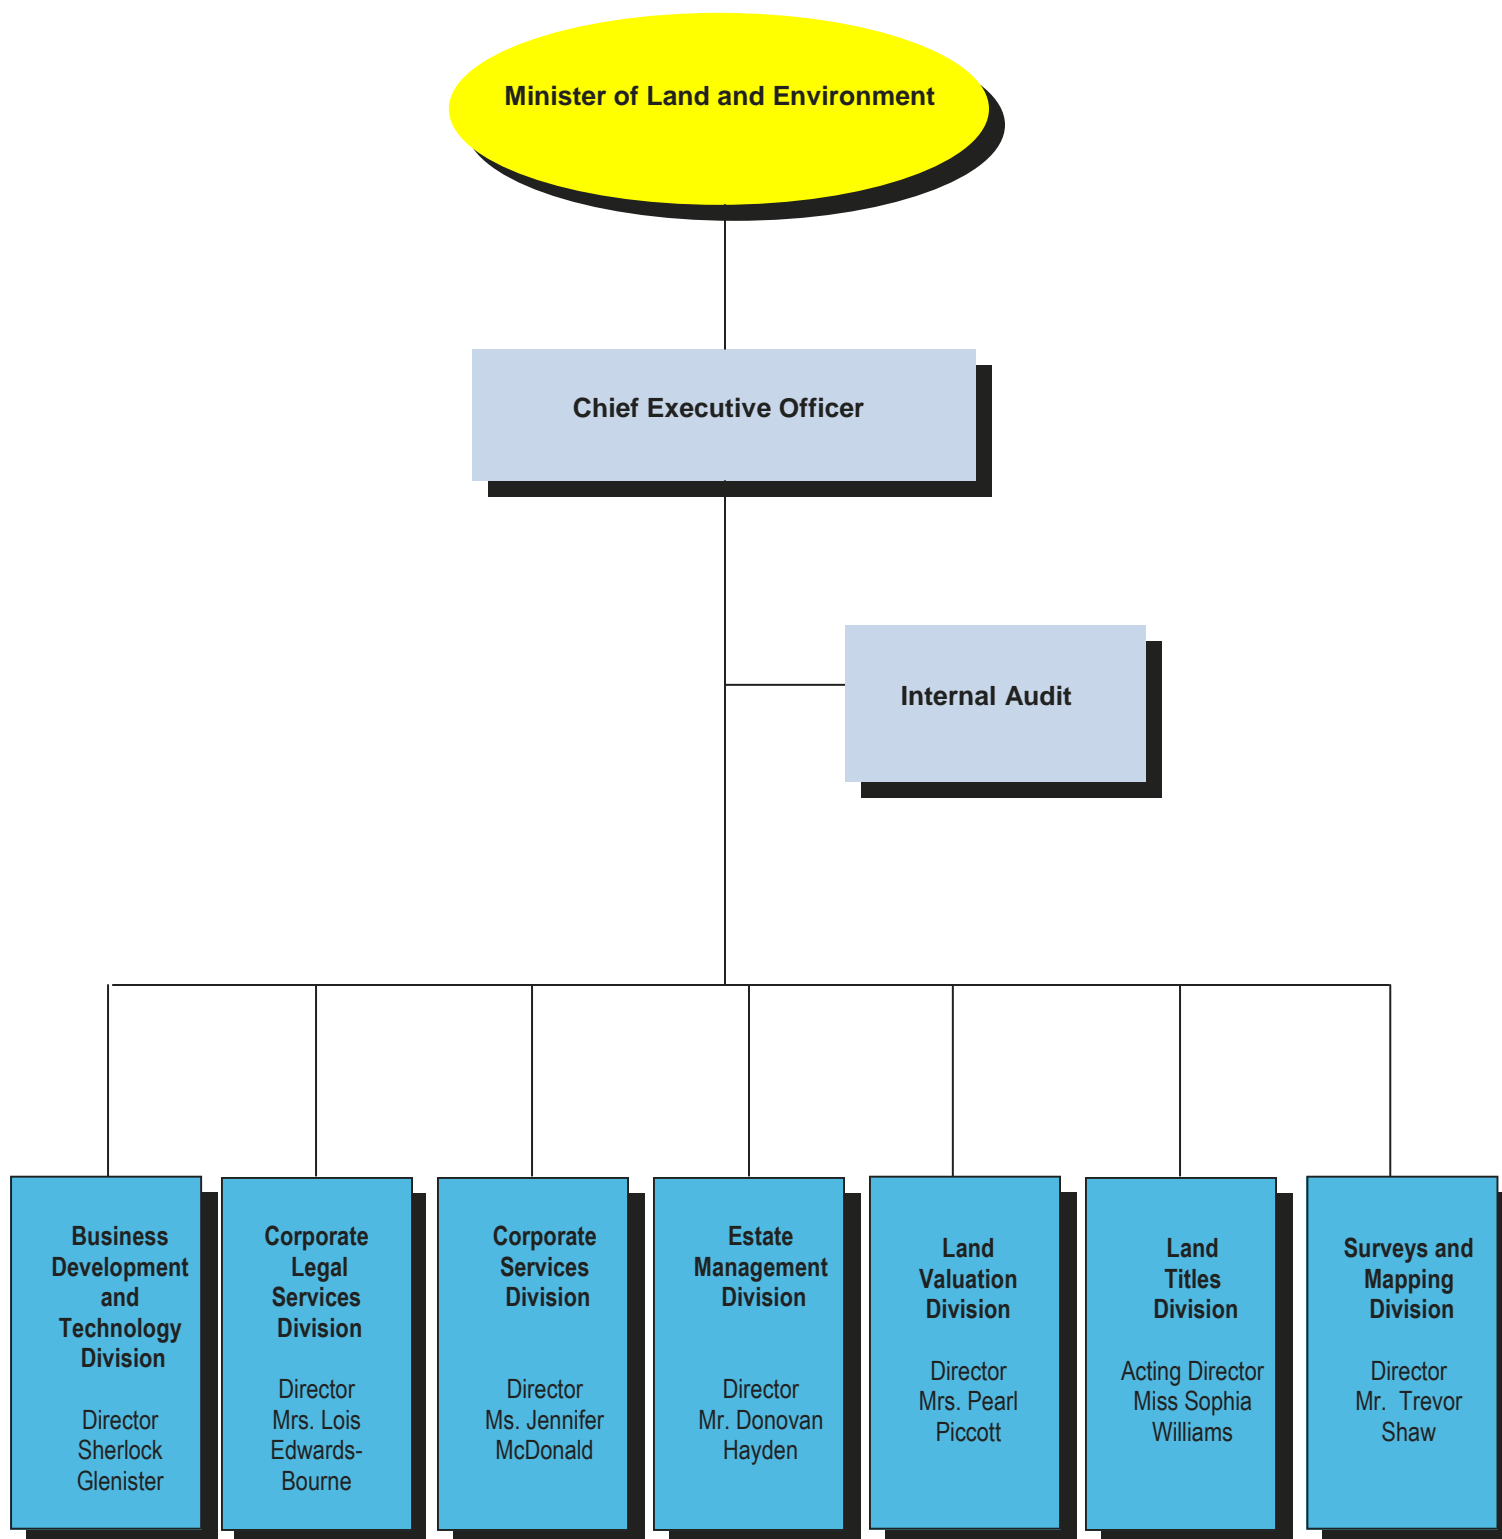 Minister of Land and Environment
Chief Executive Officer
Internal Audit
Business
Development
and
Technology
Division
Director
Sherlock
Glenister
Corporate
Legal
Services
Division
Director
Mrs. Lois
Edwards-
Bourne
Corporate
Services
Division
Director
Ms. Jennifer
McDonald
Estate
Management
Division
Director
Mr. Donovan
Hayden
Land
Valuation
Division
Director
Mrs. Pearl
Piccott
Land
Titles
Division
Acting Director
Miss Sophia
Williams
Surveys and
Mapping
Division
Director
Mr.  Trevor
Shaw